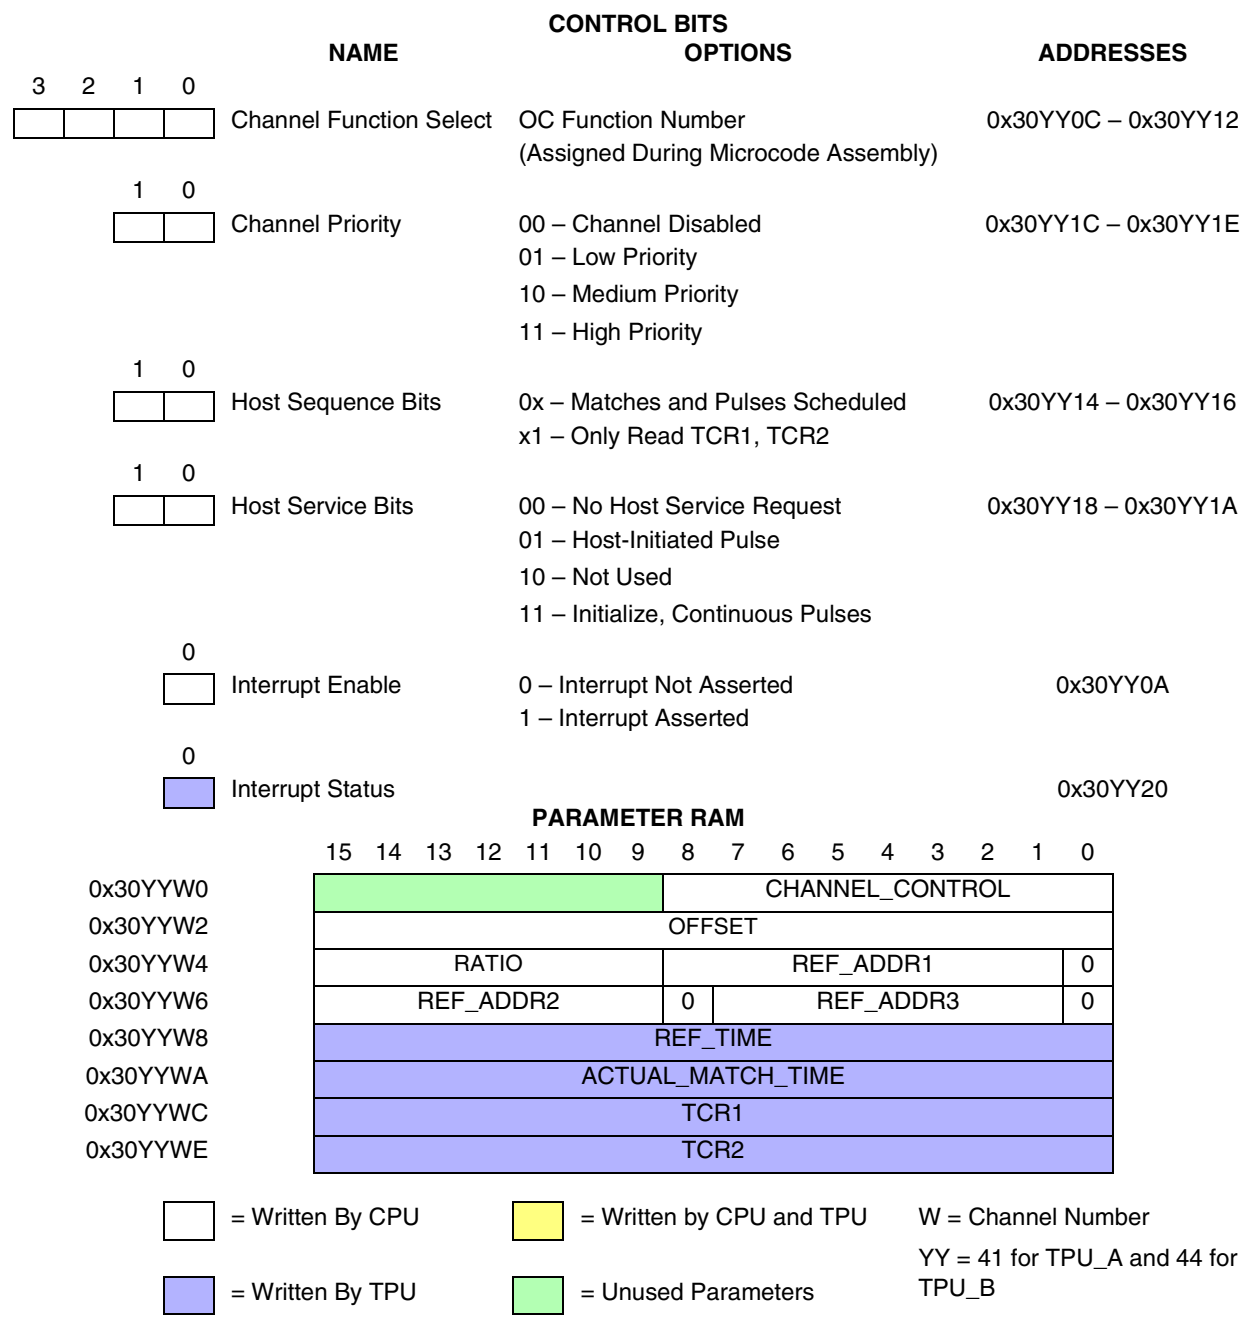 CONTROL BITS
NAME OPTIONS ADDRESSES
3 2 1 0
Channel Function Select OC Function Number 0x30YY0C – 0x30YY12
(Assigned During Microcode Assembly)
1 0
Channel Priority 00 – Channel Disabled 0x30YY1C – 0x30YY1E
01 – Low Priority
10 – Medium Priority
11 – High Priority
1 0
Host Sequence Bits 0x – Matches and Pulses Scheduled 0x30YY14 – 0x30YY16
x1 – Only Read TCR1, TCR2
1 0
Host Service Bits 00 – No Host Service Request 0x30YY18 – 0x30YY1A
01 – Host-Initiated Pulse
10 – Not Used
11 – Initialize, Continuous Pulses
0
Interrupt Enable 0 – Interrupt Not Asserted 0x30YY0A
1 – Interrupt Asserted
0
Interrupt Status 0x30YY20
PARAMETER RAM
15 14 13 12 11 10 9 8 7 6 5 4 3 2 1 0
0x30YYW0 CHANNEL_CONTROL
0x30YYW2 OFFSET
0x30YYW4 RATIO REF_ADDR1 0
0x30YYW6 REF_ADDR2 0 REF_ADDR3 0
0x30YYW8 REF_TIME
0x30YYWA ACTUAL_MATCH_TIME
0x30YYWC TCR1
0x30YYWE TCR2
= Written By CPU = Written by CPU and TPU W = Channel Number
YY = 41 for TPU_A and 44 for
= Written By TPU = Unused Parameters TPU_B